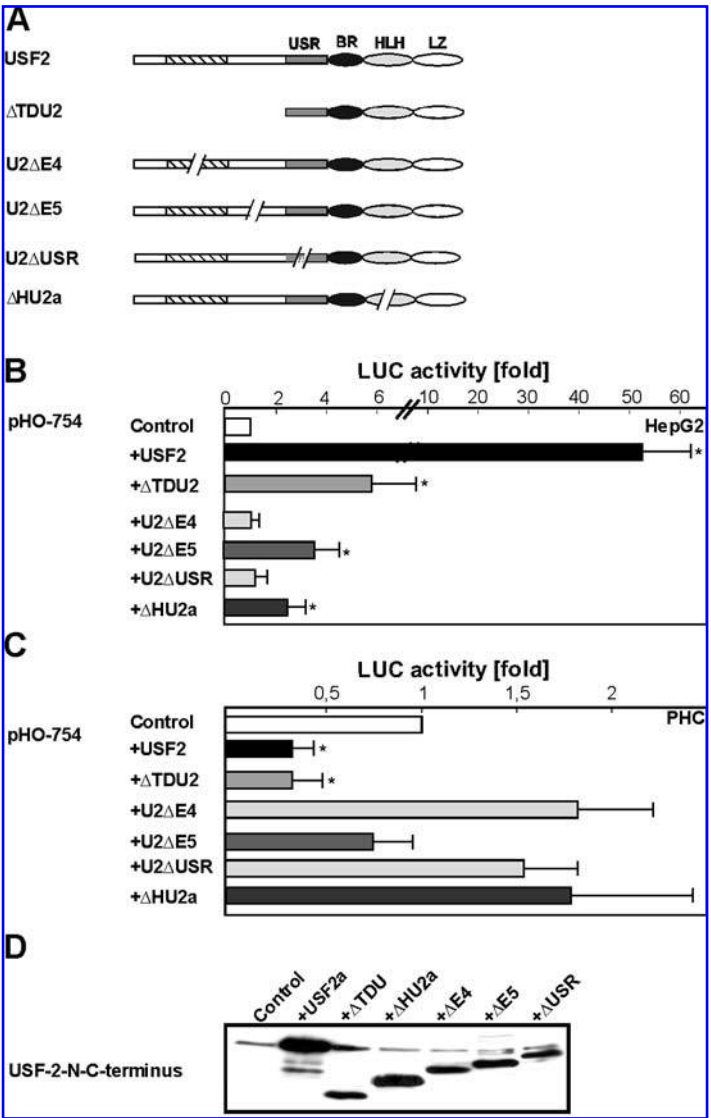 A
USR BR HLH LZ
USF2
ΔTDU2
U2ΔE4
U2ΔE5
U2ΔUSR
ΔHU2a
B
LUC activity [fold]
0 2 4 6 10 20 30 40 50 60
pHO-754
Control
HepG2
+USF2
*
+ΔTDU2
*
+U2ΔE4
+U2ΔE5
*
+U2ΔUSR
+ΔHU2a
*
C
LUC activity [fold]
0,5 1 1,5 2
pHO-754
Control
PHC
+USF2
*
+ΔTDU2
*
+U2ΔE4
+U2ΔE5
+U2ΔUSR
+ΔHU2a
D
Control +USF2a +ΔTDU +ΔHU2a +ΔE4 +ΔE5 +ΔUSR
USF-2-N-C-terminus